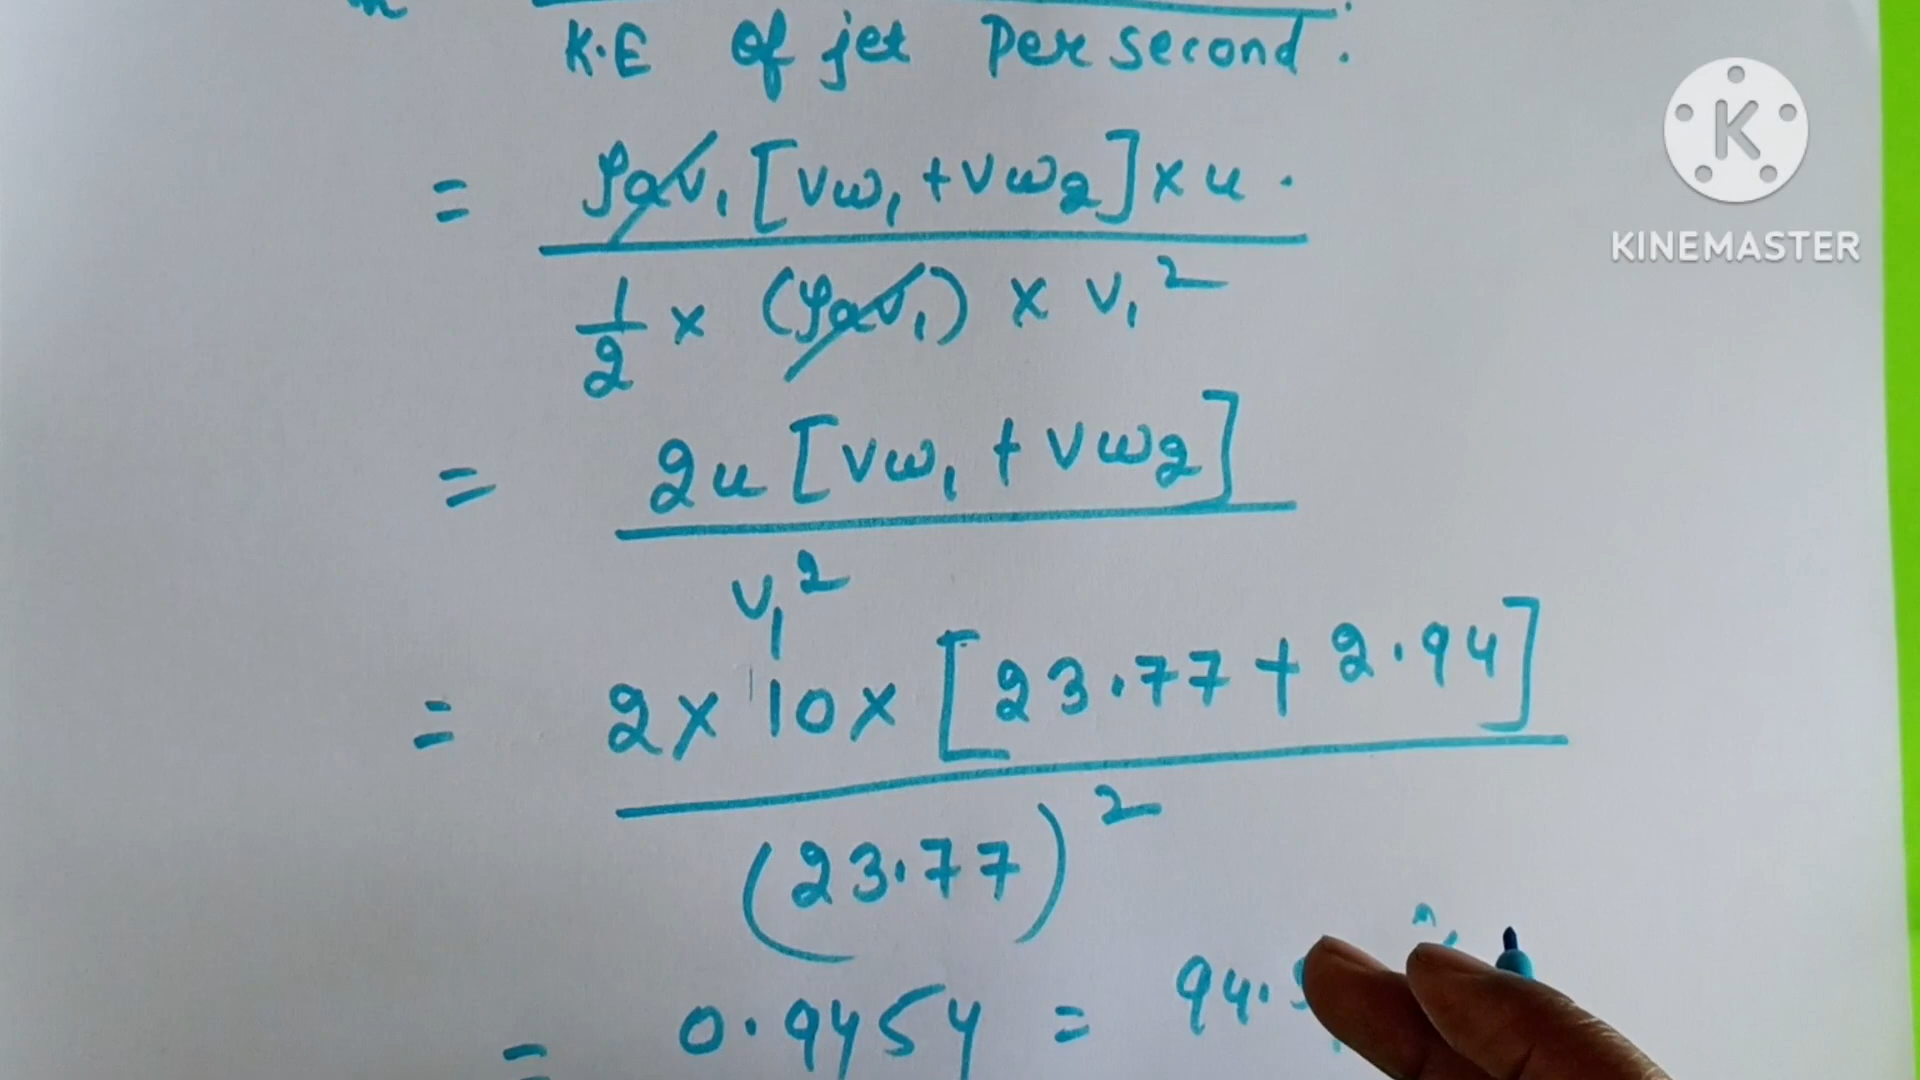 K.E of jet Per second.
= ρav₁ [Vw₁ + Vw₂] × u.
1/2 × (ρav₁) × V₁²
= 2u [Vw₁ + Vw₂]
V₁²
= 2 × 10 × [23.77 + 2.94]
(23.77)²
= 0.9454 = 94.
K
KINEMASTER